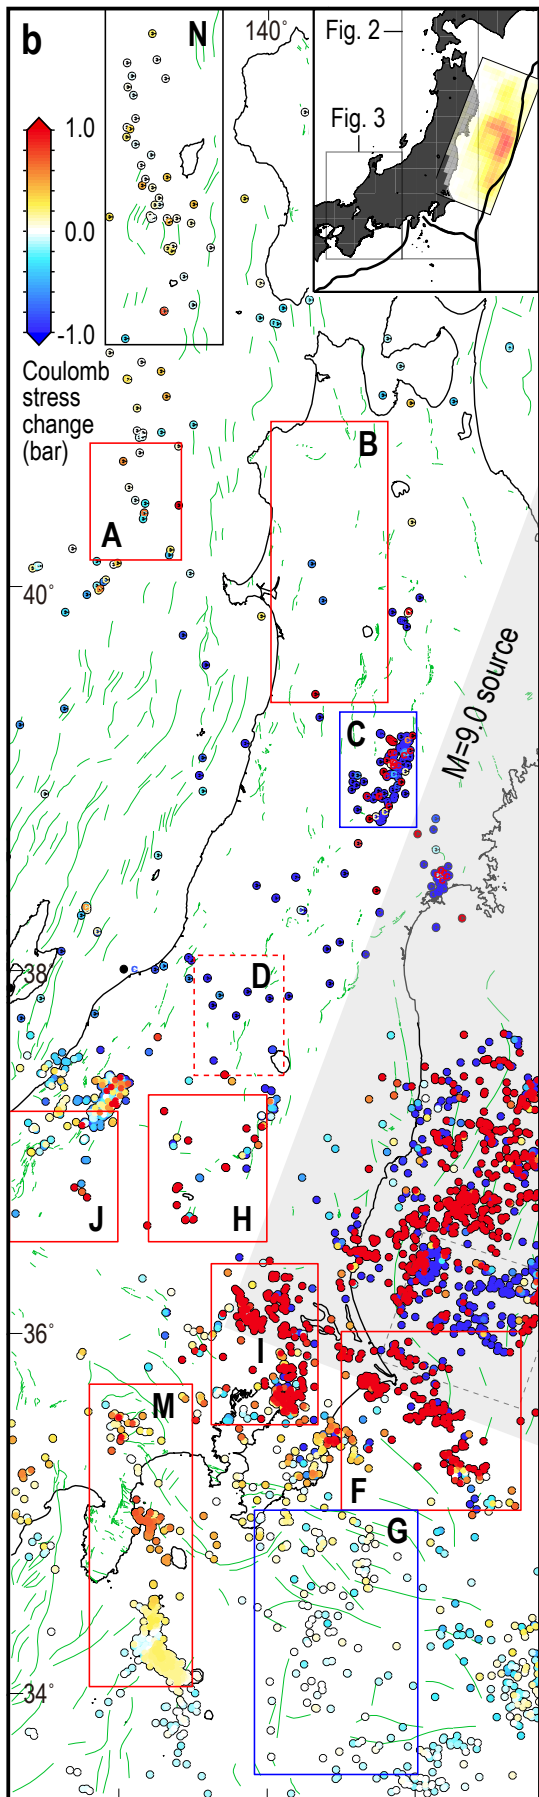 b
N
140°
Fig. 2
Fig. 3
1.0
0.0
-1.0
Coulomb
stress
change
(bar)
B
A
40°
M=9.0 source
C
38°
D
J
H
I
36°
M
F
G
34°